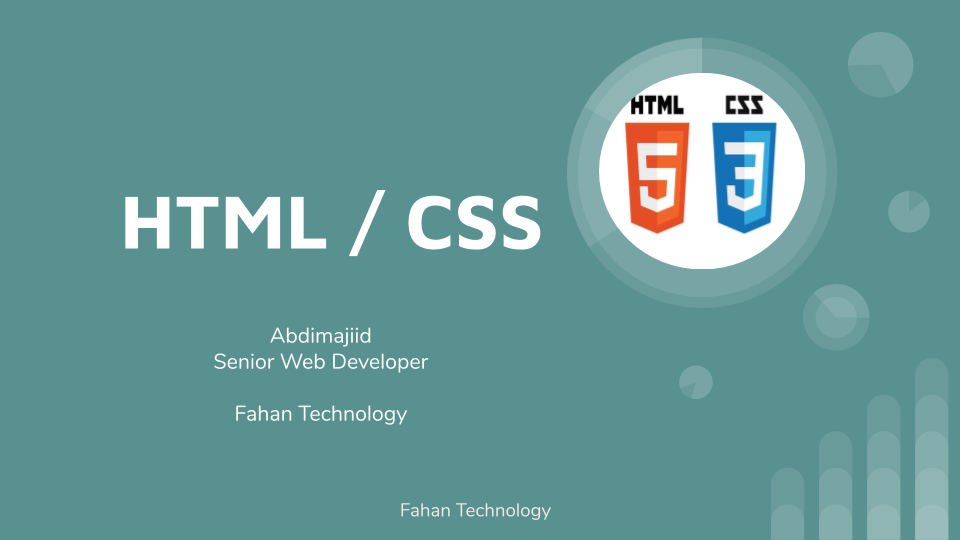 HTML CSS
5 3
HTML / CSS
Abdimajiid
Senior Web Developer
Fahan Technology
Fahan Technology